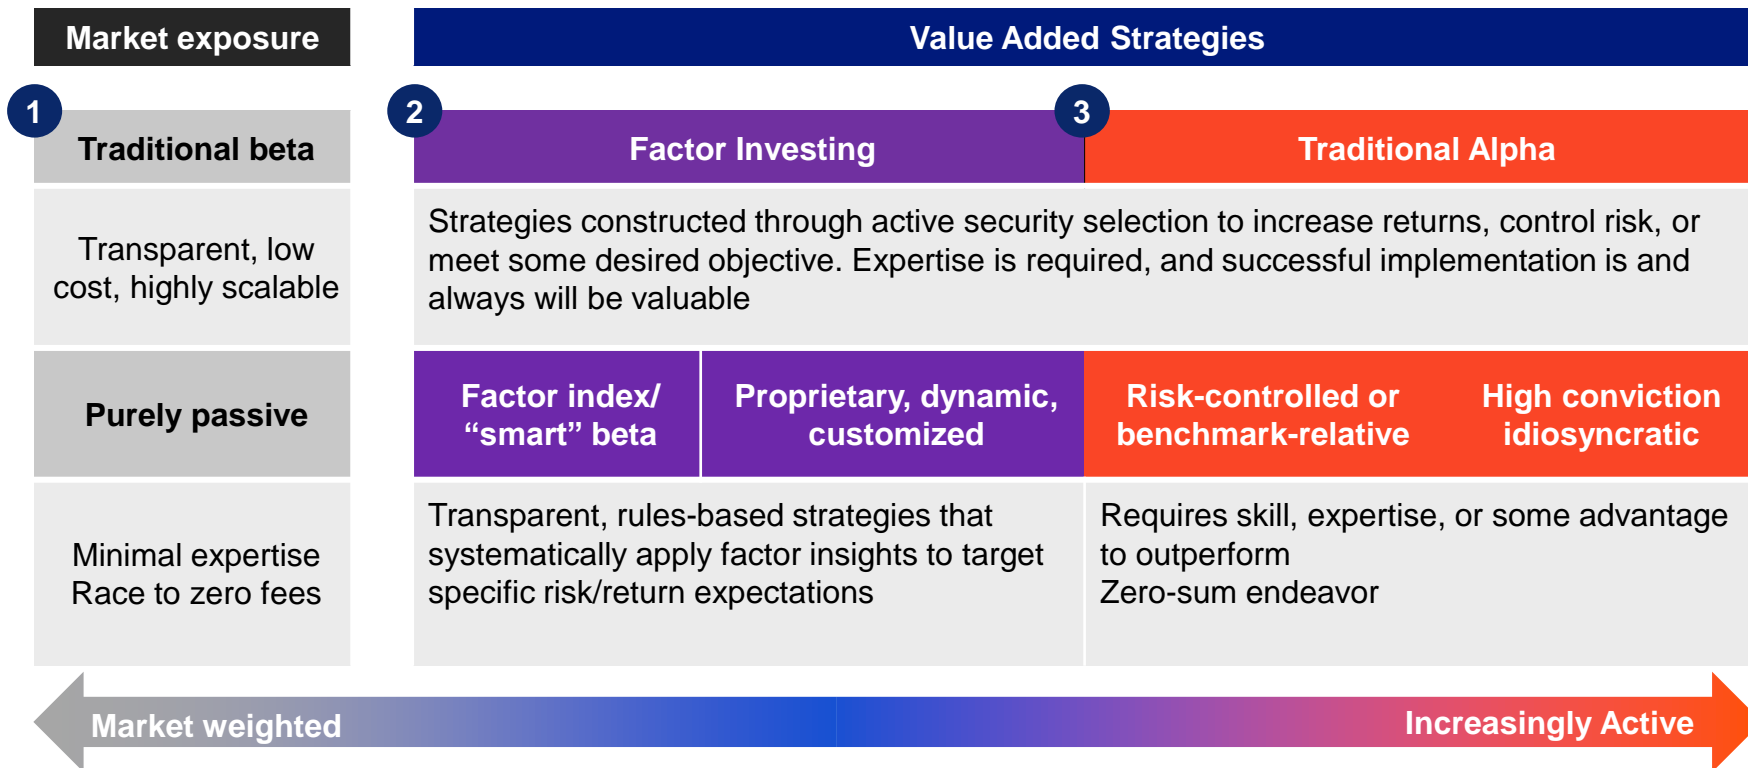 Market exposure
Value Added Strategies
1
Traditional beta
2
Factor Investing
3
Traditional Alpha
Transparent, low
cost, highly scalable
Strategies constructed through active security selection to increase returns, control risk, or
meet some desired objective. Expertise is required, and successful implementation is and
always will be valuable
Purely passive
Factor index/
“smart” beta
Proprietary, dynamic,
customized
Risk-controlled or
benchmark-relative
High conviction
idiosyncratic
Minimal expertise
Race to zero fees
Transparent, rules-based strategies that
systematically apply factor insights to target
specific risk/return expectations
Requires skill, expertise, or some advantage
to outperform
Zero-sum endeavor
Market weighted
Increasingly Active